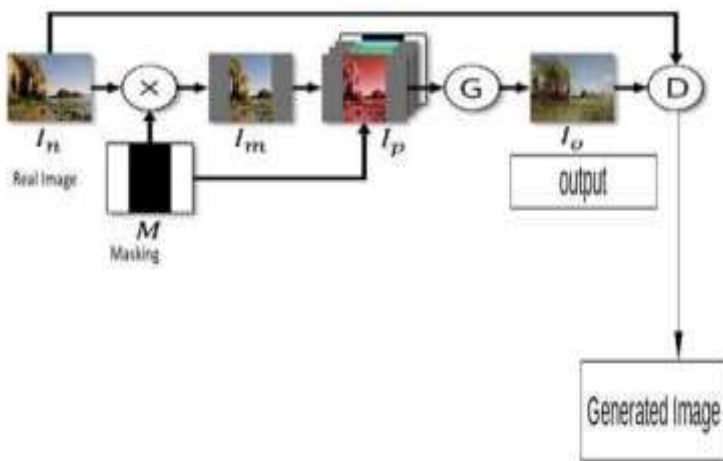 ×
G
D
I_n
I_m
I_p
I_o
Real Image
output
M
Masking
Generated Image